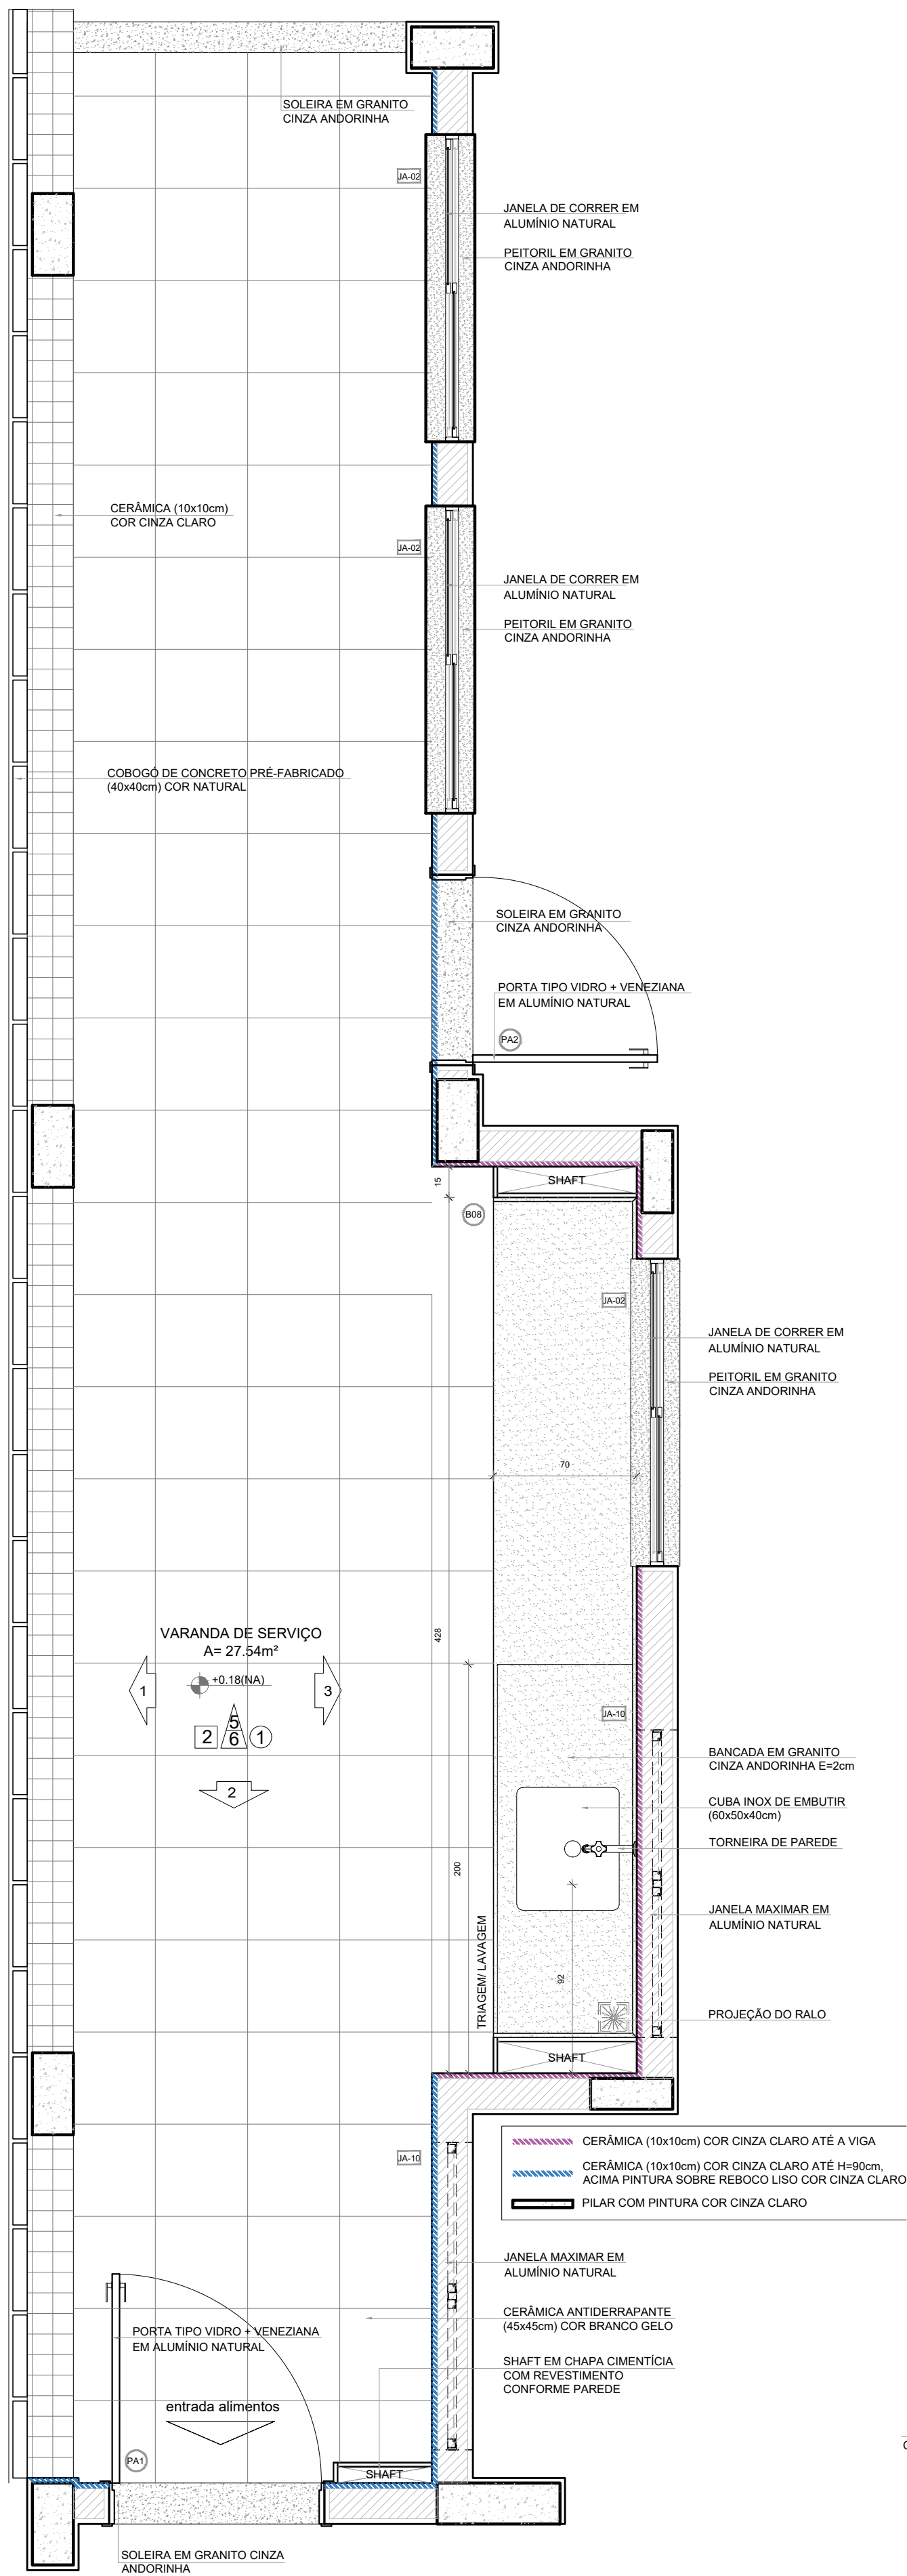 SOLEIRA EM GRANITO
CINZA ANDORINHA
JA-02
JANELA DE CORRER EM
ALUMÍNIO NATURAL
PEITORIL EM GRANITO
CINZA ANDORINHA
CERÂMICA (10x10cm)
COR CINZA CLARO
JA-02
JANELA DE CORRER EM
ALUMÍNIO NATURAL
PEITORIL EM GRANITO
CINZA ANDORINHA
COBOGÓ DE CONCRETO PRÉ-FABRICADO
(40x40cm) COR NATURAL
SOLEIRA EM GRANITO
CINZA ANDORINHA
PORTA TIPO VIDRO + VENEZIANA
EM ALUMÍNIO NATURAL
PA2
SHAFT
15
B08
JA-02
JANELA DE CORRER EM
ALUMÍNIO NATURAL
PEITORIL EM GRANITO
CINZA ANDORINHA
70
428
VARANDA DE SERVIÇO
A= 27.54m²
+0.18(NA)
1
3
2
5
6
1
2
JA-10
BANCADA EM GRANITO
CINZA ANDORINHA E=2cm
CUBA INOX DE EMBUTIR
(60x50x40cm)
TORNEIRA DE PAREDE
200
JANELA MAXIMAR EM
ALUMÍNIO NATURAL
TRIAGEM/ LAVAGEM
92
PROJEÇÃO DO RALO
SHAFT
CERÂMICA (10x10cm) COR CINZA CLARO ATÉ A VIGA
CERÂMICA (10x10cm) COR CINZA CLARO ATÉ H=90cm,
ACIMA PINTURA SOBRE REBOCO LISO COR CINZA CLARO
PILAR COM PINTURA COR CINZA CLARO
JA-10
JANELA MAXIMAR EM
ALUMÍNIO NATURAL
CERÂMICA ANTIDERRAPANTE
(45x45cm) COR BRANCO GELO
PORTA TIPO VIDRO + VENEZIANA
EM ALUMÍNIO NATURAL
SHAFT EM CHAPA CIMENTÍCIA
COM REVESTIMENTO
CONFORME PAREDE
entrada alimentos
PA1
SHAFT
SOLEIRA EM GRANITO CINZA
ANDORINHA